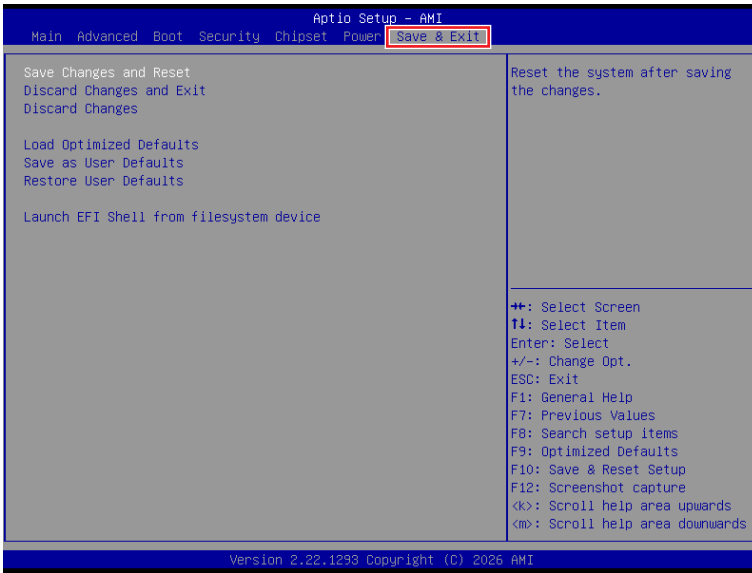 Aptio Setup – AMI
Main Advanced Boot Security Chipset Power Save & Exit
Save Changes and Reset
Discard Changes and Exit
Discard Changes
Load Optimized Defaults
Save as User Defaults
Restore User Defaults
Launch EFI Shell from filesystem device
Reset the system after saving
the changes.
→←: Select Screen
↑↓: Select Item
Enter: Select
+/-: Change Opt.
ESC: Exit
F1: General Help
F7: Previous Values
F8: Search setup items
F9: Optimized Defaults
F10: Save & Reset Setup
F12: Screenshot capture
<k>: Scroll help area upwards
<m>: Scroll help area downwards
Version 2.22.1293 Copyright (C) 2026 AMI